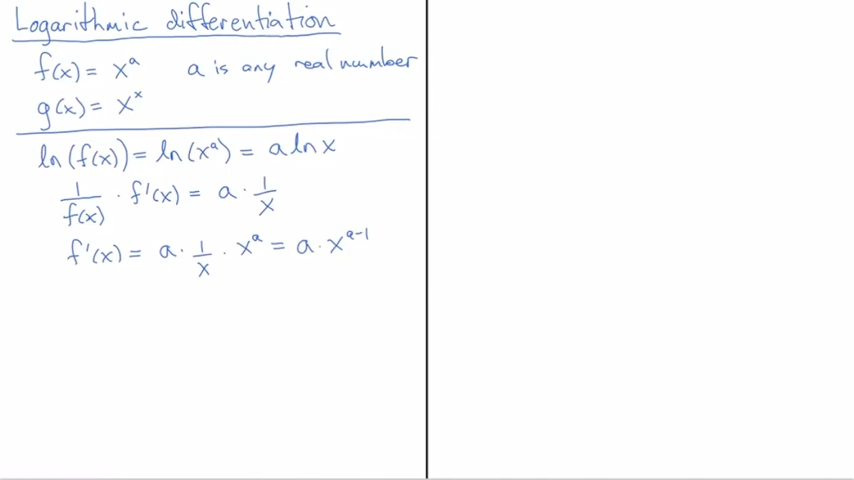 Logarithmic differentiation
f(x) = x^a   a is any real number
g(x) = x^x
ln(f(x)) = ln(x^a) = a ln x
1/f(x) · f'(x) = a · 1/x
f'(x) = a · 1/x · x^a = a · x^(a-1)